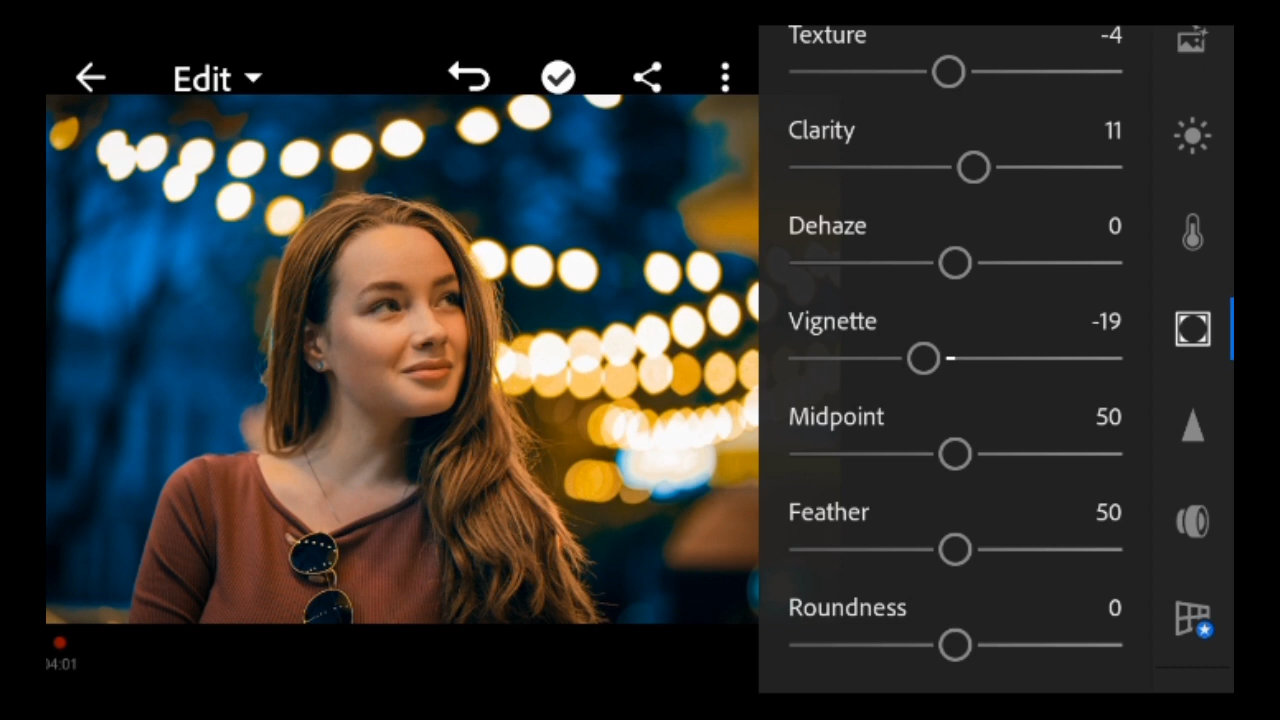 Edit
Texture -4
Clarity 11
Dehaze 0
Vignette -19
Midpoint 50
Feather 50
Roundness 0
04:01